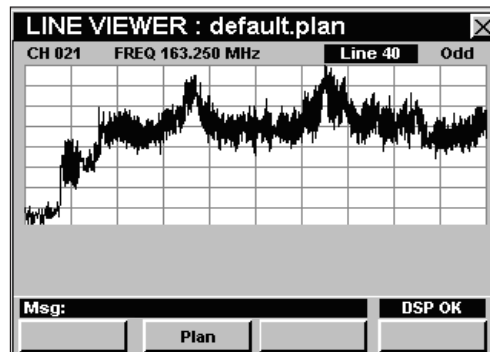 LINE VIEWER : default.plan
CH 021 FREQ 163.250 MHz Line 40 Odd
Msg: DSP OK
Plan